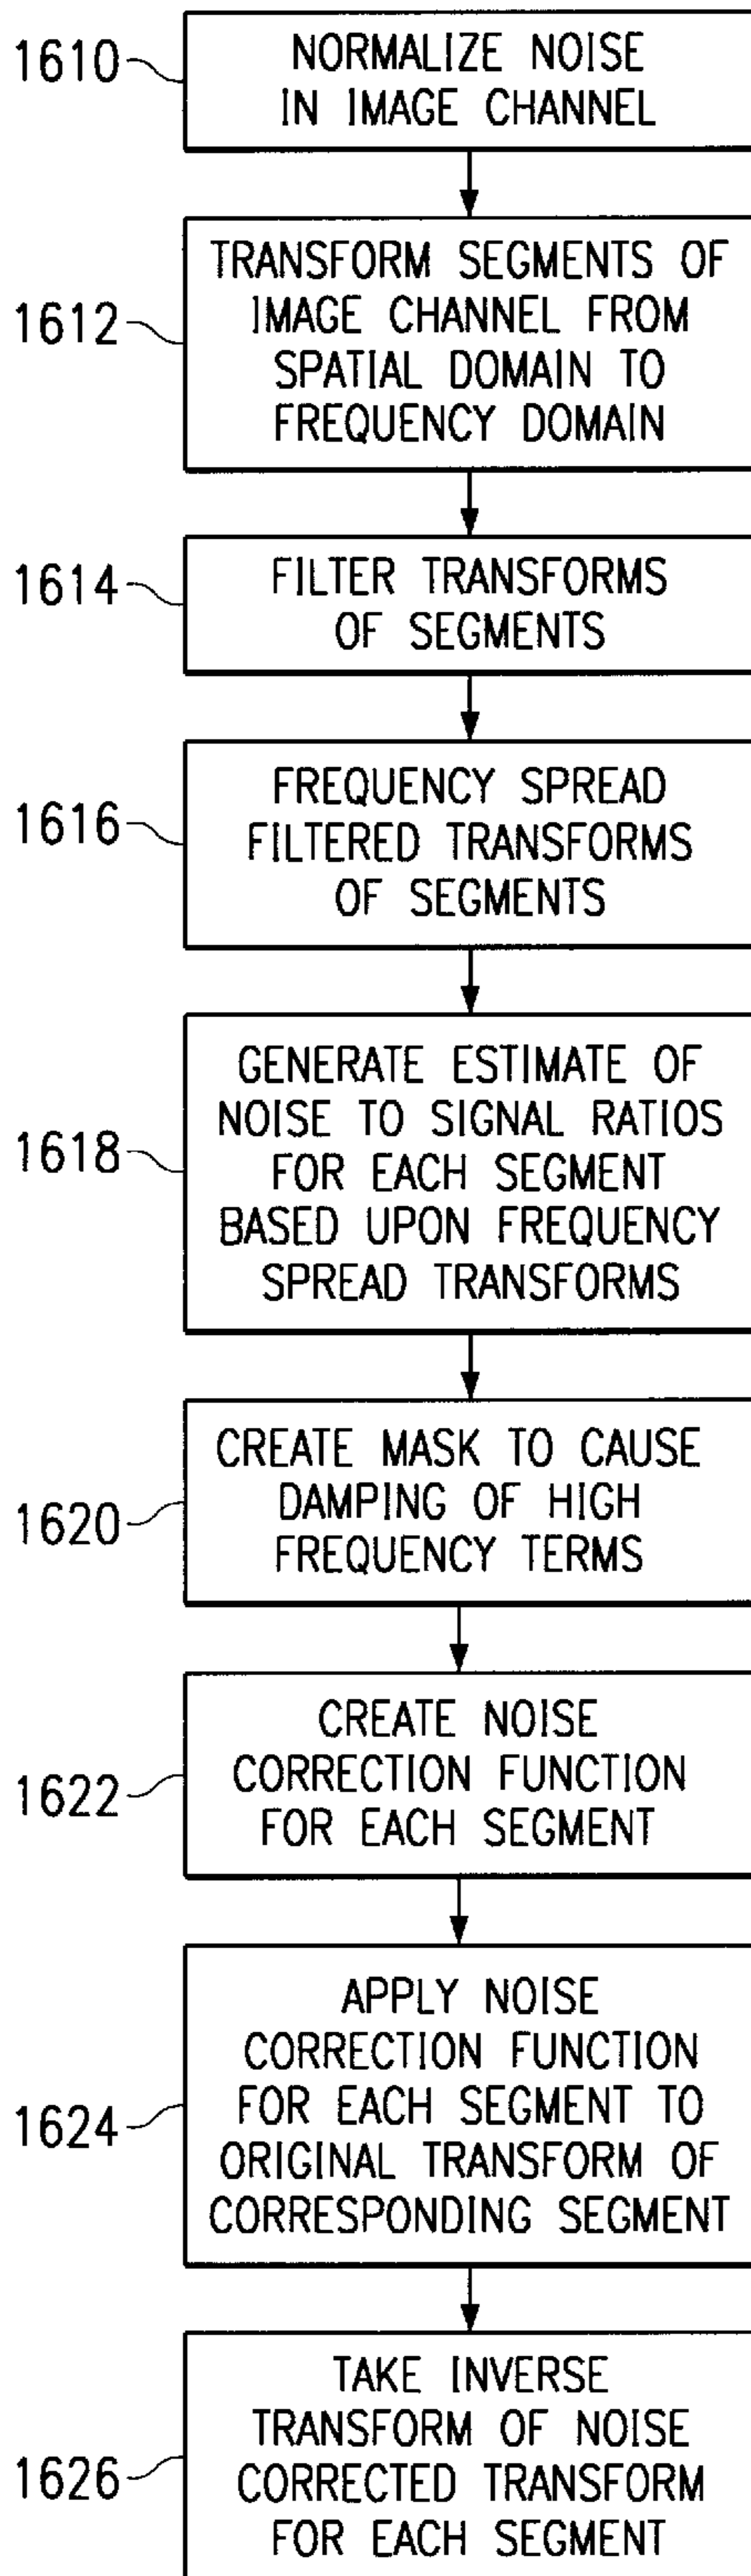 1610
NORMALIZE NOISE
IN IMAGE CHANNEL
1612
TRANSFORM SEGMENTS OF
IMAGE CHANNEL FROM
SPATIAL DOMAIN TO
FREQUENCY DOMAIN
1614
FILTER TRANSFORMS
OF SEGMENTS
1616
FREQUENCY SPREAD
FILTERED TRANSFORMS
OF SEGMENTS
1618
GENERATE ESTIMATE OF
NOISE TO SIGNAL RATIOS
FOR EACH SEGMENT
BASED UPON FREQUENCY
SPREAD TRANSFORMS
1620
CREATE MASK TO CAUSE
DAMPING OF HIGH
FREQUENCY TERMS
1622
CREATE NOISE
CORRECTION FUNCTION
FOR EACH SEGMENT
1624
APPLY NOISE
CORRECTION FUNCTION
FOR EACH SEGMENT TO
ORIGINAL TRANSFORM OF
CORRESPONDING SEGMENT
1626
TAKE INVERSE
TRANSFORM OF NOISE
CORRECTED TRANSFORM
FOR EACH SEGMENT